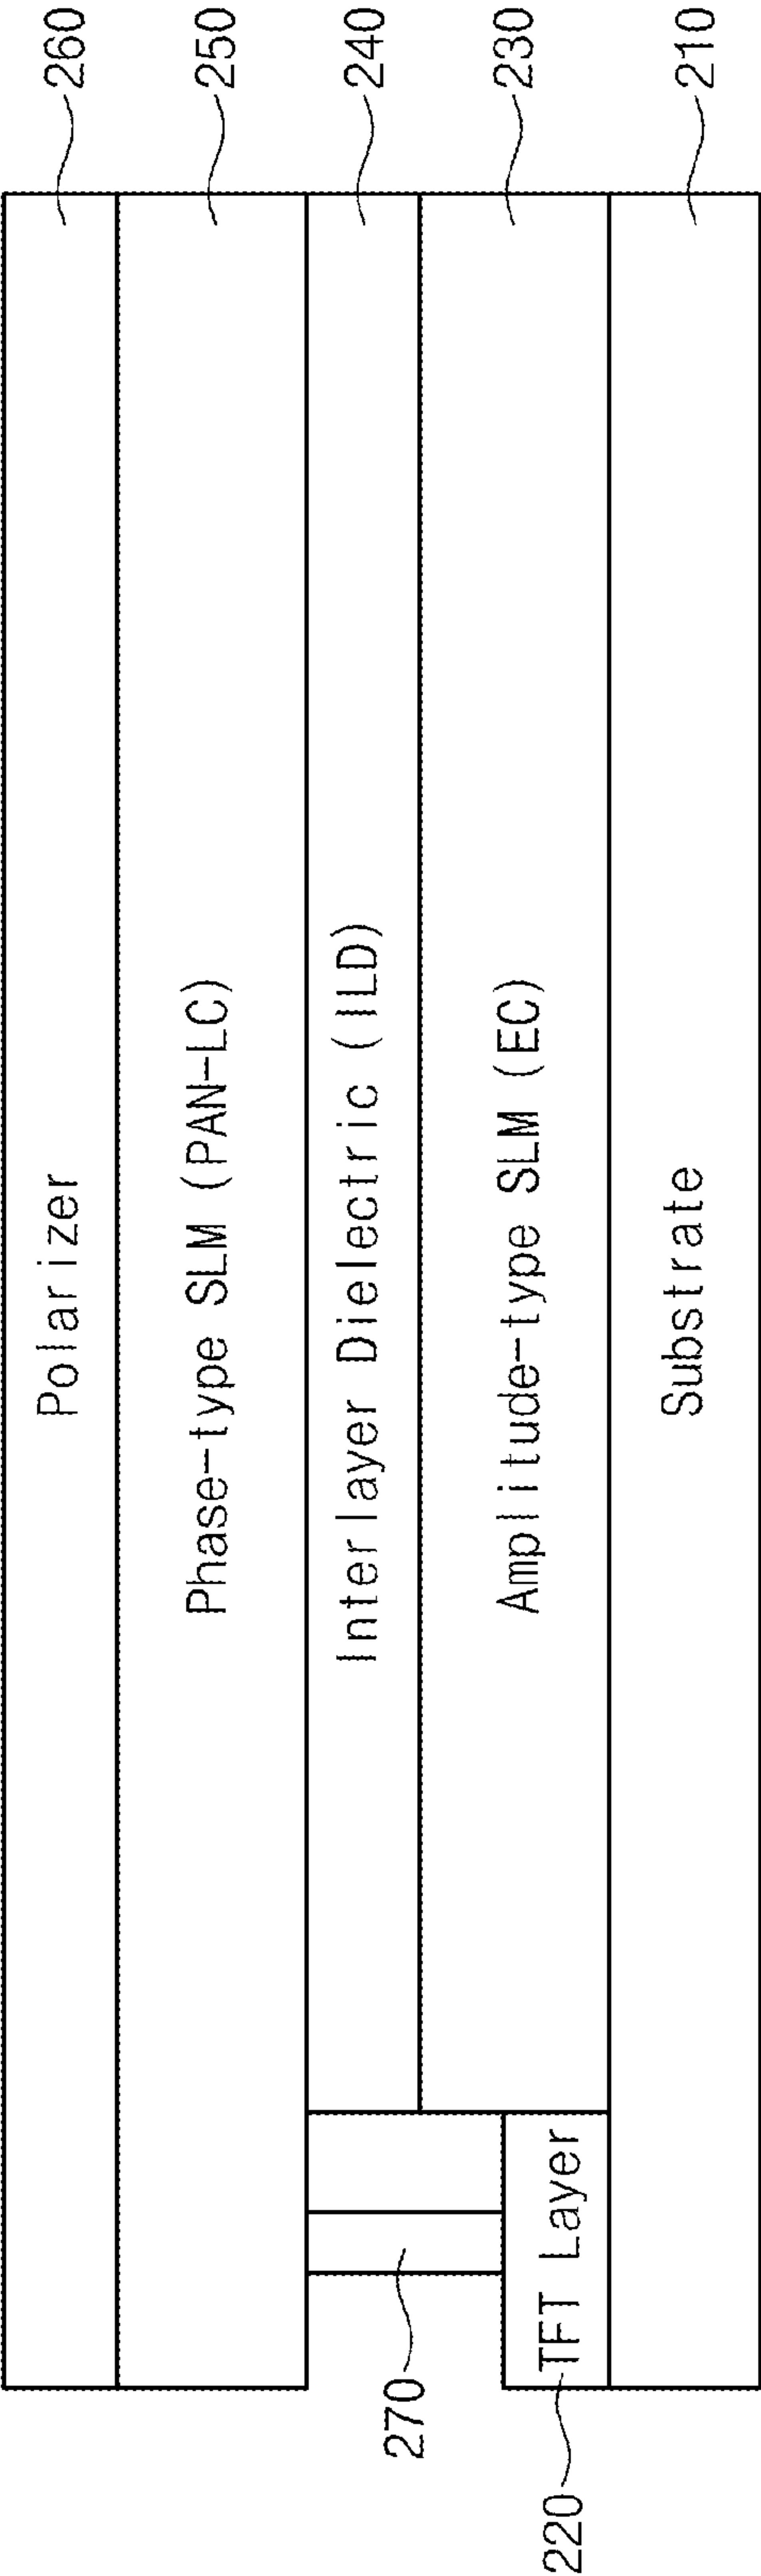 Polarizer
260
Phase-type SLM (PAN-LC)
250
Interlayer Dielectric (ILD)
240
270
Amplitude-type SLM (EC)
230
220
TFT Layer
Substrate
210